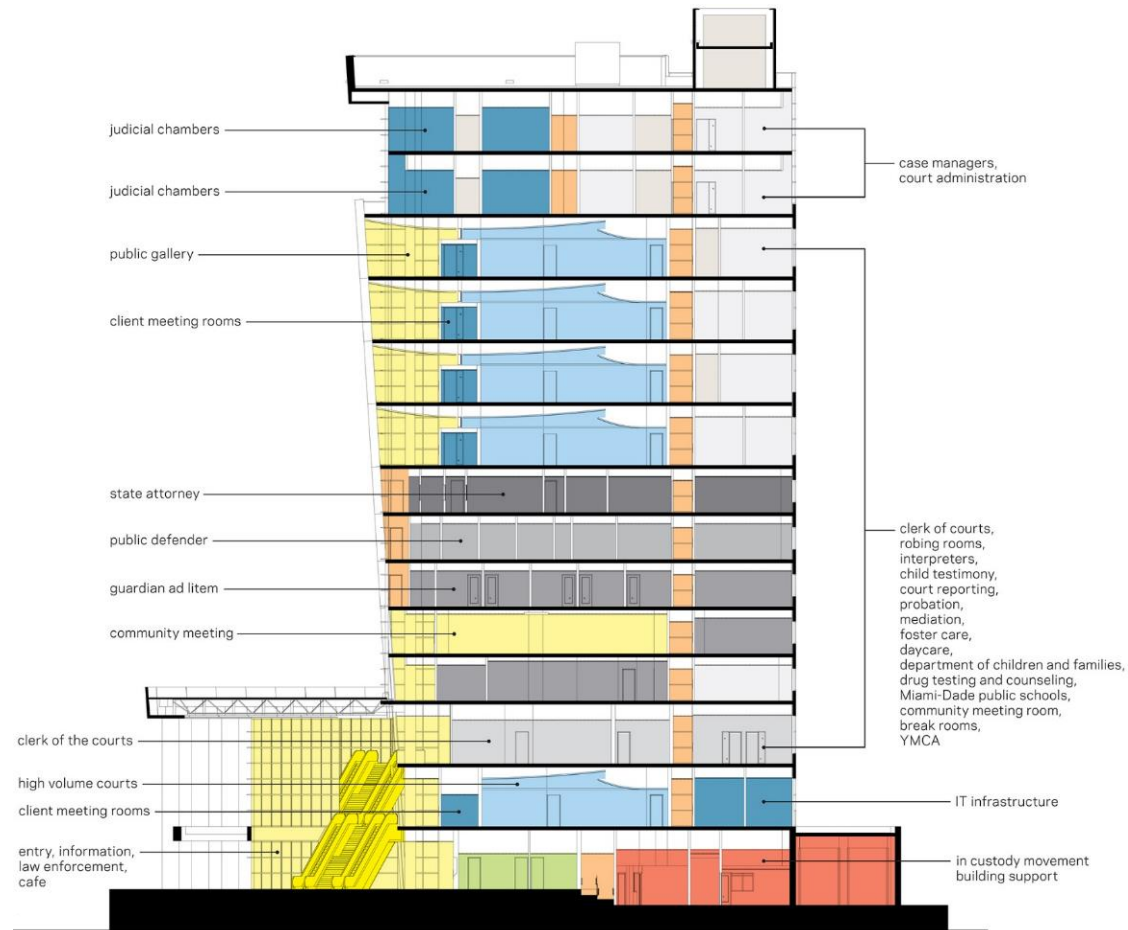 judicial chambers
judicial chambers
public gallery
client meeting rooms
state attorney
public defender
guardian ad litem
community meeting
clerk of the courts
high volume courts
client meeting rooms
entry, information,
law enforcement,
cafe
case managers,
court administration
clerk of courts,
robing rooms,
interpreters,
child testimony,
court reporting,
probation,
mediation,
foster care,
daycare,
department of children and families,
drug testing and counseling,
Miami-Dade public schools,
community meeting room,
break rooms,
YMCA
IT infrastructure
in custody movement
building support